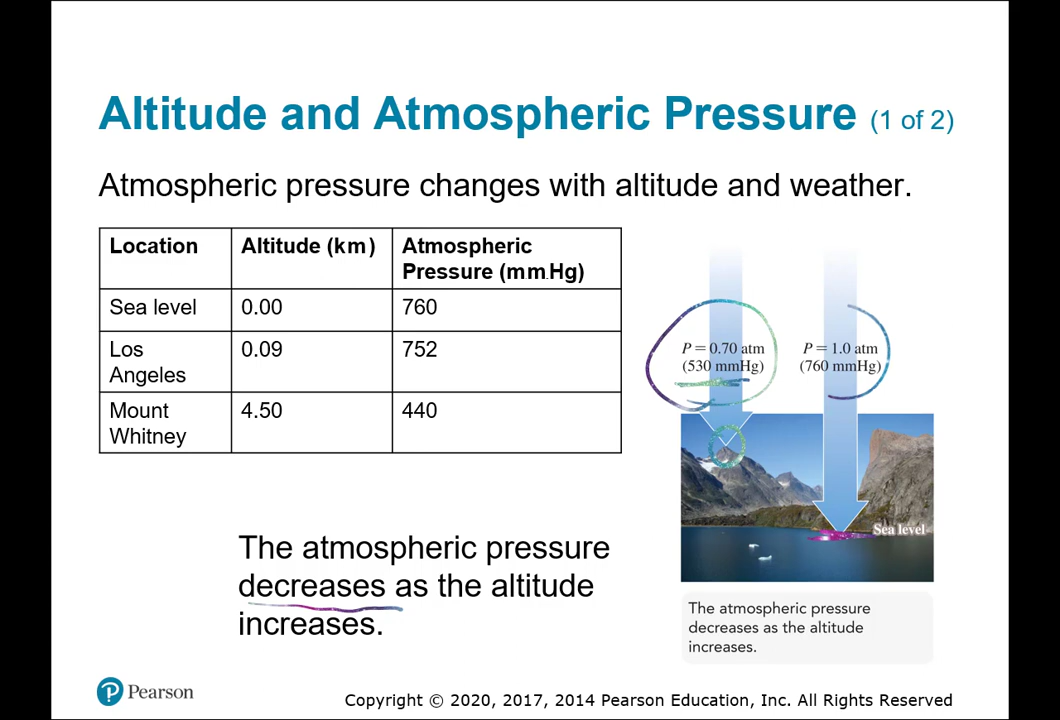 Altitude and Atmospheric Pressure (1 of 2)
Atmospheric pressure changes with altitude and weather.
Location Altitude (km) Atmospheric Pressure (mm Hg)
Sea level 0.00 760
Los Angeles 0.09 752
Mount Whitney 4.50 440
P = 0.70 atm
(530 mmHg)
P = 1.0 atm
(760 mmHg)
Sea level
The atmospheric pressure
decreases as the altitude
increases.
The atmospheric pressure
decreases as the altitude
increases.
P Pearson
Copyright © 2020, 2017, 2014 Pearson Education, Inc. All Rights Reserved